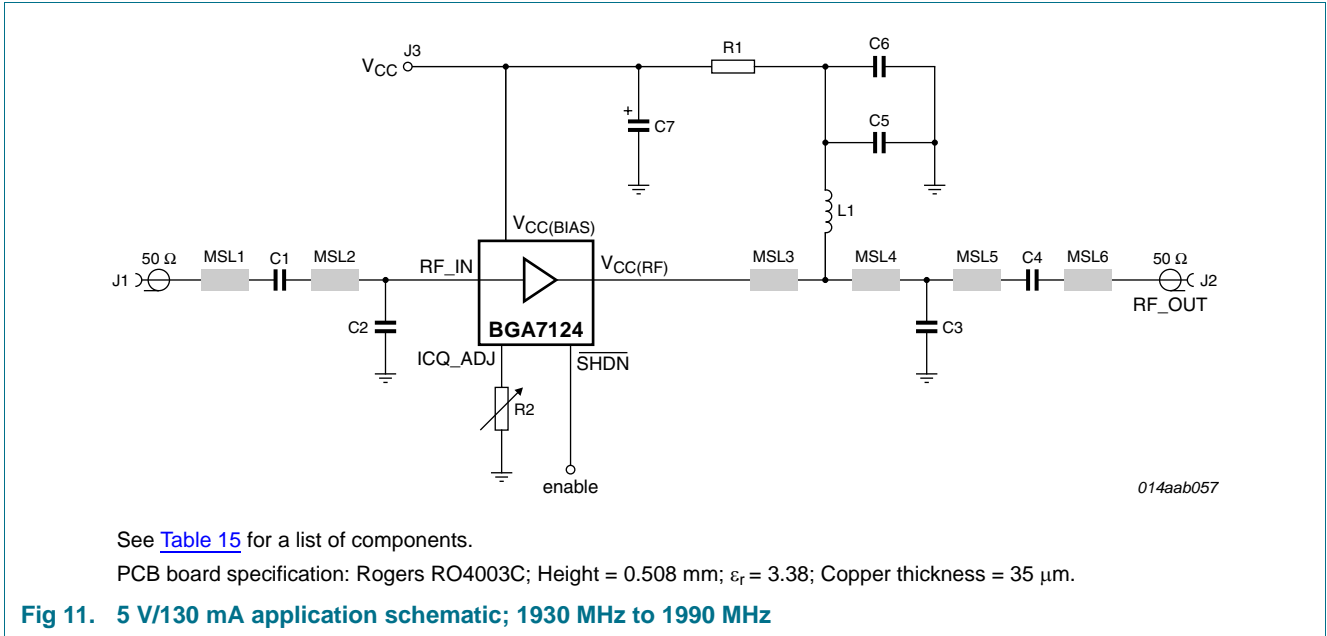 J3
V_CC
R1
C6
C5
+
C7
L1
V_CC(BIAS)
50 Ω
MSL1
C1
MSL2
RF_IN
V_CC(RF)
MSL3
MSL4
MSL5
C4
MSL6
50 Ω
J1
J2
RF_OUT
C2
BGA7124
C3
ICQ_ADJ
SHDN
R2
enable
014aab057
See Table 15 for a list of components.
PCB board specification: Rogers RO4003C; Height = 0.508 mm; εr = 3.38; Copper thickness = 35 μm.
Fig 11. 5 V/130 mA application schematic; 1930 MHz to 1990 MHz